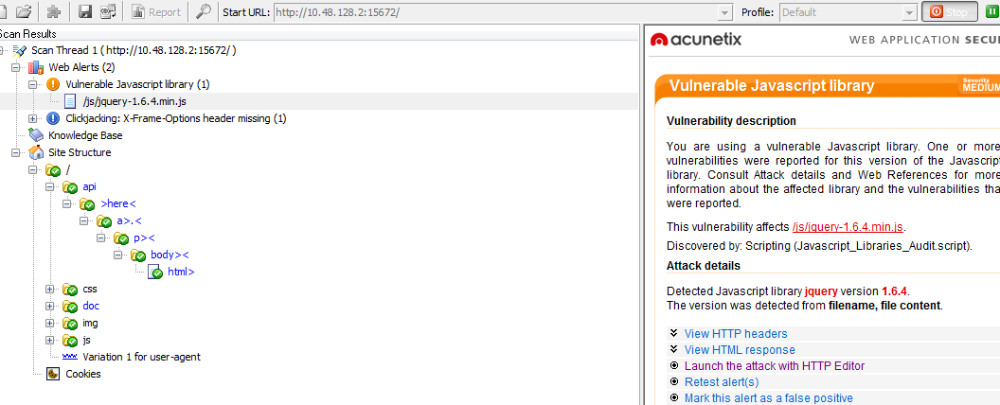 Report
Start URL: http://10.48.128.2:15672/
Profile: Default
Stop
Scan Results
Scan Thread 1 ( http://10.48.128.2:15672/ )
Web Alerts (2)
Vulnerable Javascript library (1)
/js/jquery-1.6.4.min.js
Clickjacking: X-Frame-Options header missing (1)
Knowledge Base
Site Structure
/
api
>here<
a>.<
p><
body><
html>
css
doc
img
js
Variation 1 for user-agent
Cookies
acunetix
WEB APPLICATION SECU
Vulnerable Javascript library
Severity
MEDIUM
Vulnerability description
You are using a vulnerable Javascript library. One or more
vulnerabilities were reported for this version of the Javascript
library. Consult Attack details and Web References for more
information about the affected library and the vulnerabilities tha
were reported.
This vulnerability affects /js/jquery-1.6.4.min.js.
Discovered by: Scripting (Javascript_Libraries_Audit.script).
Attack details
Detected Javascript library jquery version 1.6.4.
The version was detected from filename, file content.
View HTTP headers
View HTML response
Launch the attack with HTTP Editor
Retest alert(s)
Mark this alert as a false positive